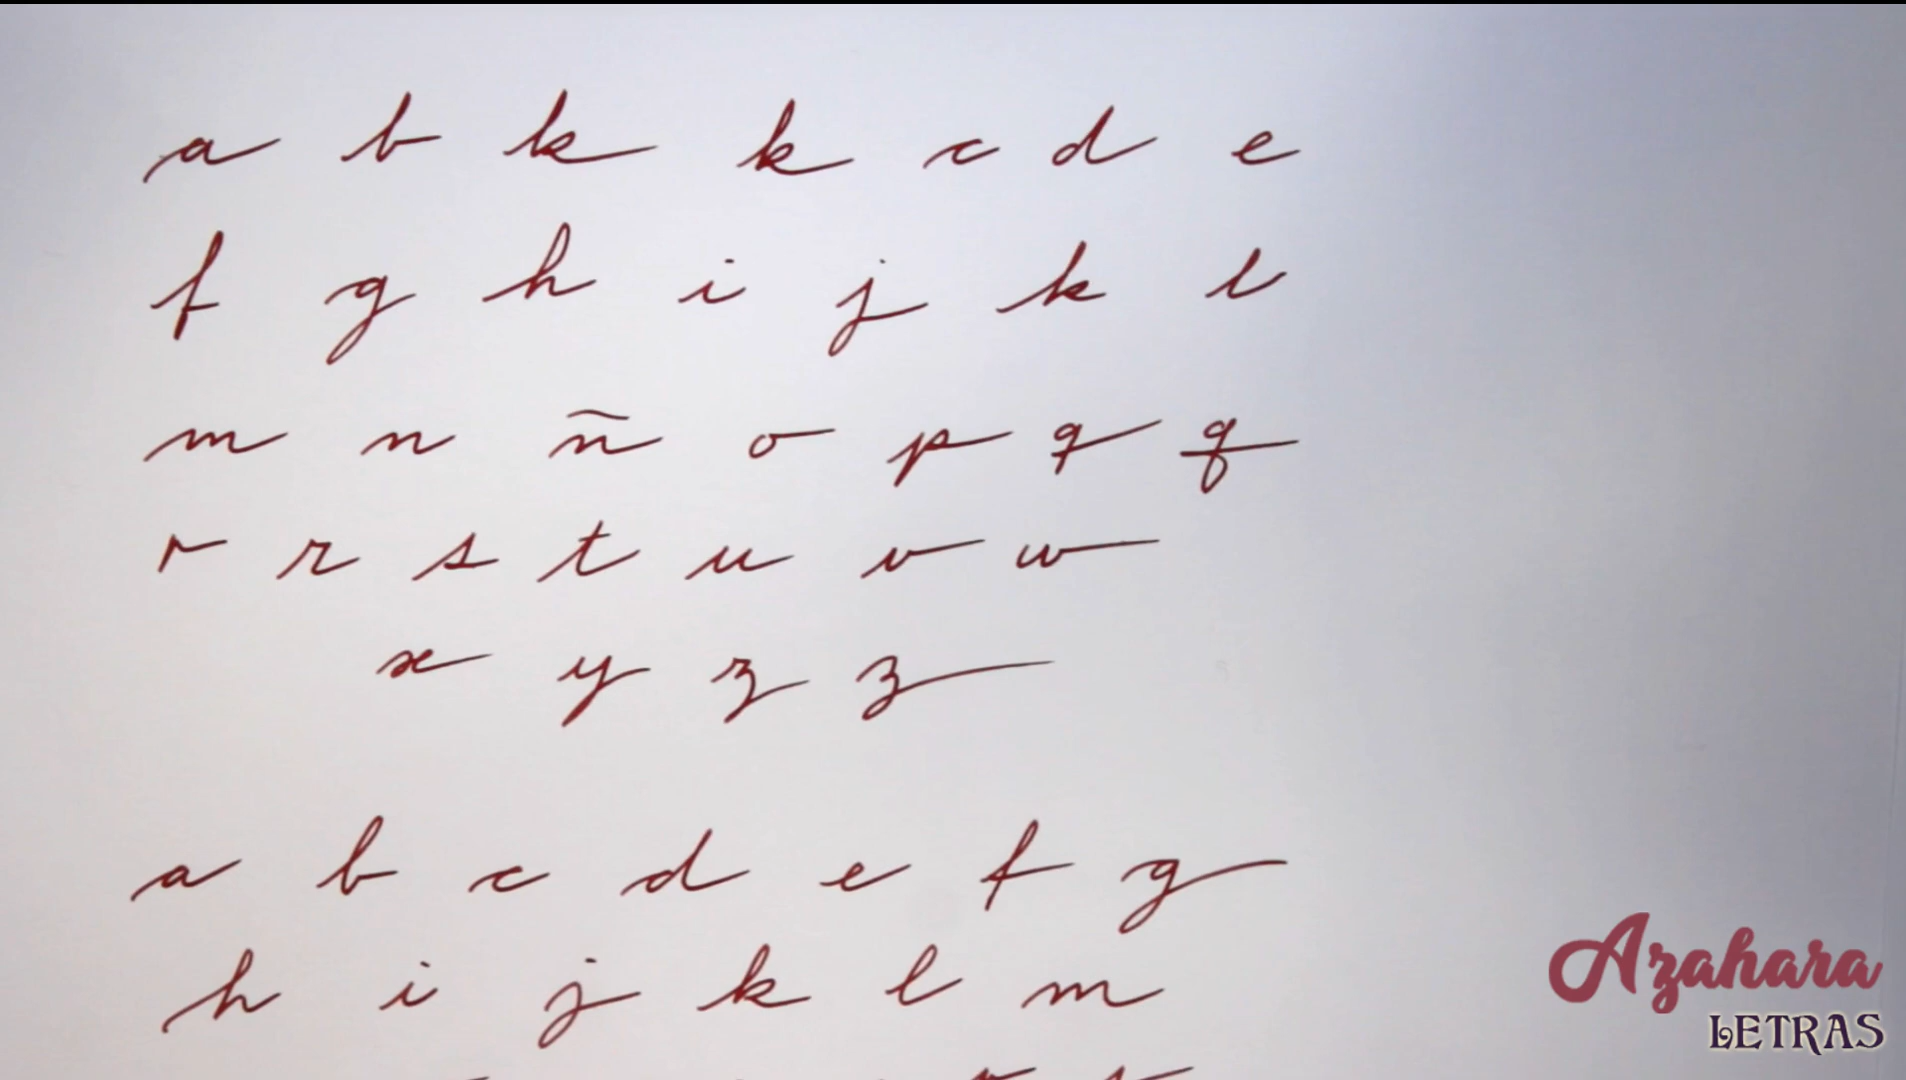 a b k k c d e
f g h i j k l
m n ñ o p q q
r r s t u v w
x y z z
a b c d e f g
h i j k l m
Azahara
LETRAS